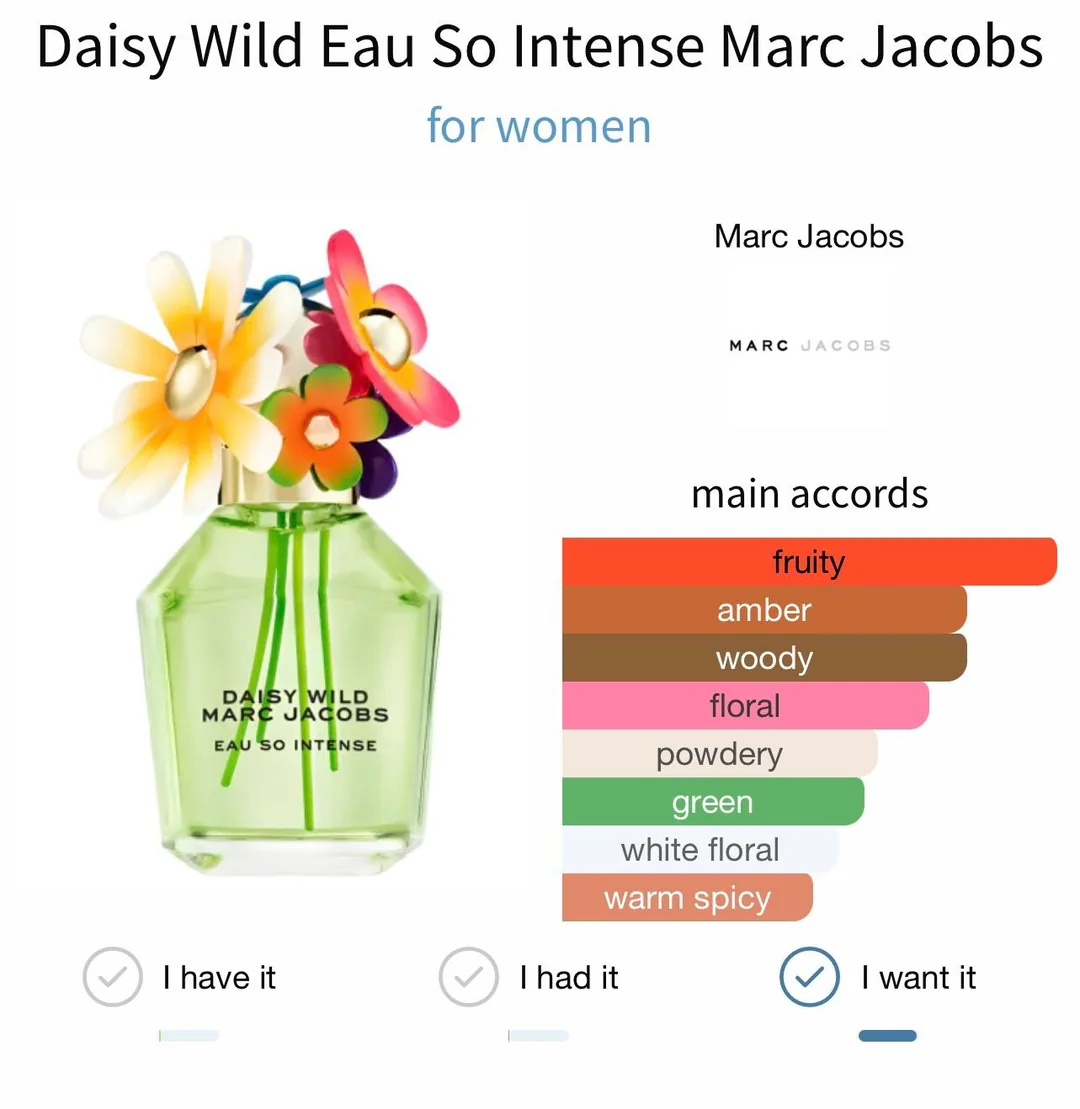 Daisy Wild Eau So Intense Marc Jacobs
for women
DAISY WILD
MARC JACOBS
EAU SO INTENSE
Marc Jacobs
MARC JACOBS
main accords
fruity
amber
woody
floral
powdery
green
white floral
warm spicy
I have it
I had it
I want it